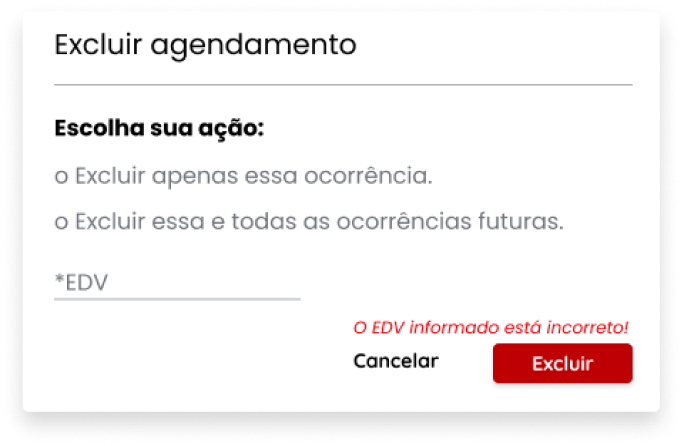 Excluir agendamento
Escolha sua ação:
o Excluir apenas essa ocorrência.
o Excluir essa e todas as ocorrências futuras.
*EDV
O EDV informado está incorreto!
Cancelar Excluir